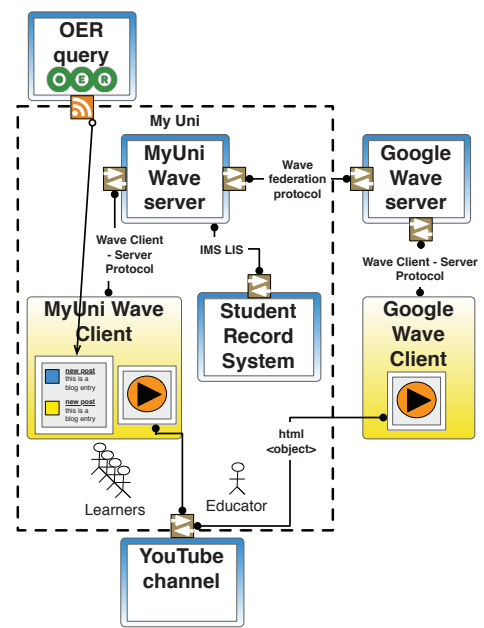 OER
query
OER
My Uni
MyUni
Wave
server
Google
Wave
server
Wave
federation
protocol
Wave Client
- Server
Protocol
IMS LIS
Wave Client - Server
Protocol
MyUni Wave
Client
new post
this is a
blog entry
new post
this is a
blog entry
Student
Record
System
Google
Wave
Client
html
<object>
Learners
Educator
YouTube
channel